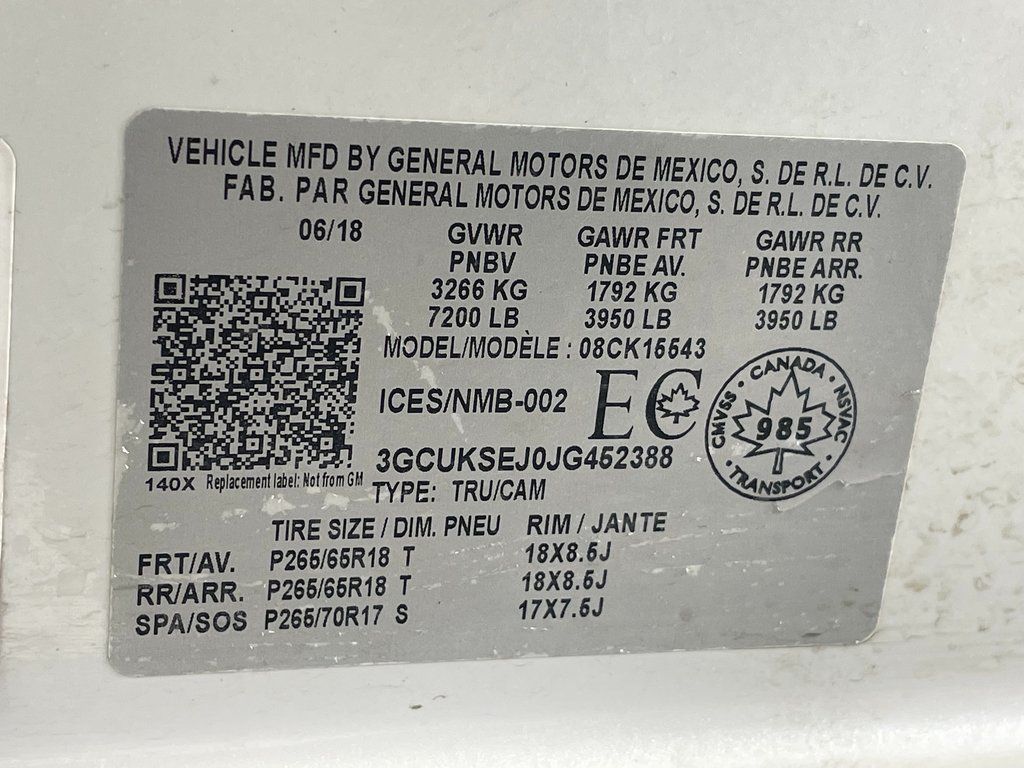 VEHICLE MFD BY GENERAL MOTORS DE MEXICO, S. DE R.L. DE C.V.
FAB. PAR GENERAL MOTORS DE MEXICO, S. DE R.L. DE C.V.
06/18 GVWR GAWR FRT GAWR RR
PNBV PNBE AV. PNBE ARR.
3266 KG 1792 KG 1792 KG
7200 LB 3950 LB 3950 LB
MODEL/MODÈLE : 08CK15543
ICES/NMB-002 EC
CANADA
CMVSS 985 NSVAC
TRANSPORT
3GCUKSEJ0JG452388
140X Replacement label: Not from GM
TYPE: TRU/CAM
TIRE SIZE / DIM. PNEU RIM / JANTE
FRT/AV. P265/65R18 T 18X8.5J
RR/ARR. P265/65R18 T 18X8.5J
SPA/SOS P265/70R17 S 17X7.5J